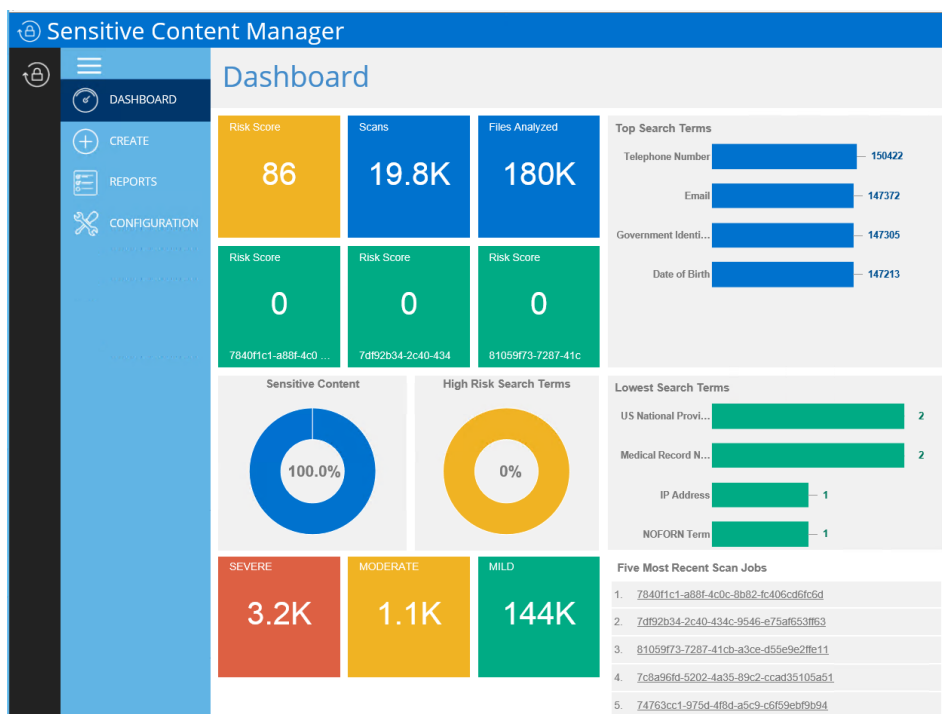 Sensitive Content Manager
Dashboard
DASHBOARD
CREATE
REPORTS
CONFIGURATION
Risk Score
86
Scans
19.8K
Files Analyzed
180K
Risk Score
0
7840f1c1-a88f-4c0 ...
Risk Score
0
7df92b34-2c40-434
Risk Score
0
81059f73-7287-41c
Top Search Terms
Telephone Number 150422
Email 147372
Government Identi... 147305
Date of Birth 147213
Sensitive Content
100.0%
High Risk Search Terms
0%
Lowest Search Terms
US National Provi... 2
Medical Record N... 2
IP Address 1
NOFORN Term 1
SEVERE
3.2K
MODERATE
1.1K
MILD
144K
Five Most Recent Scan Jobs
1. 7840f1c1-a88f-4c0c-8b82-fc406cd6fc6d
2. 7df92b34-2c40-434c-9546-e75af653ff63
3. 81059f73-7287-41cb-a3ce-d55e9e2ffe11
4. 7c8a96fd-5202-4a35-89c2-ccad35105a51
5. 74763cc1-975d-4f8d-a5c9-c6f59ebf9b94